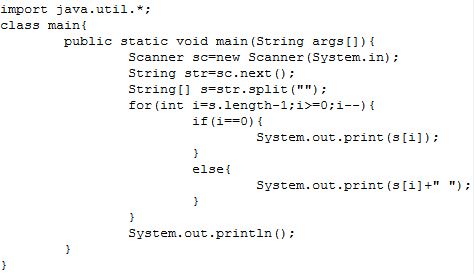 import java.util.*;
class main{
public static void main(String args[]){
Scanner sc=new Scanner(System.in);
String str=sc.next();
String[] s=str.split("");
for(int i=s.length-1;i>=0;i--){
if(i==0){
System.out.print(s[i]);
}
else{
System.out.print(s[i]+" ");
}
}
System.out.println();
}
}